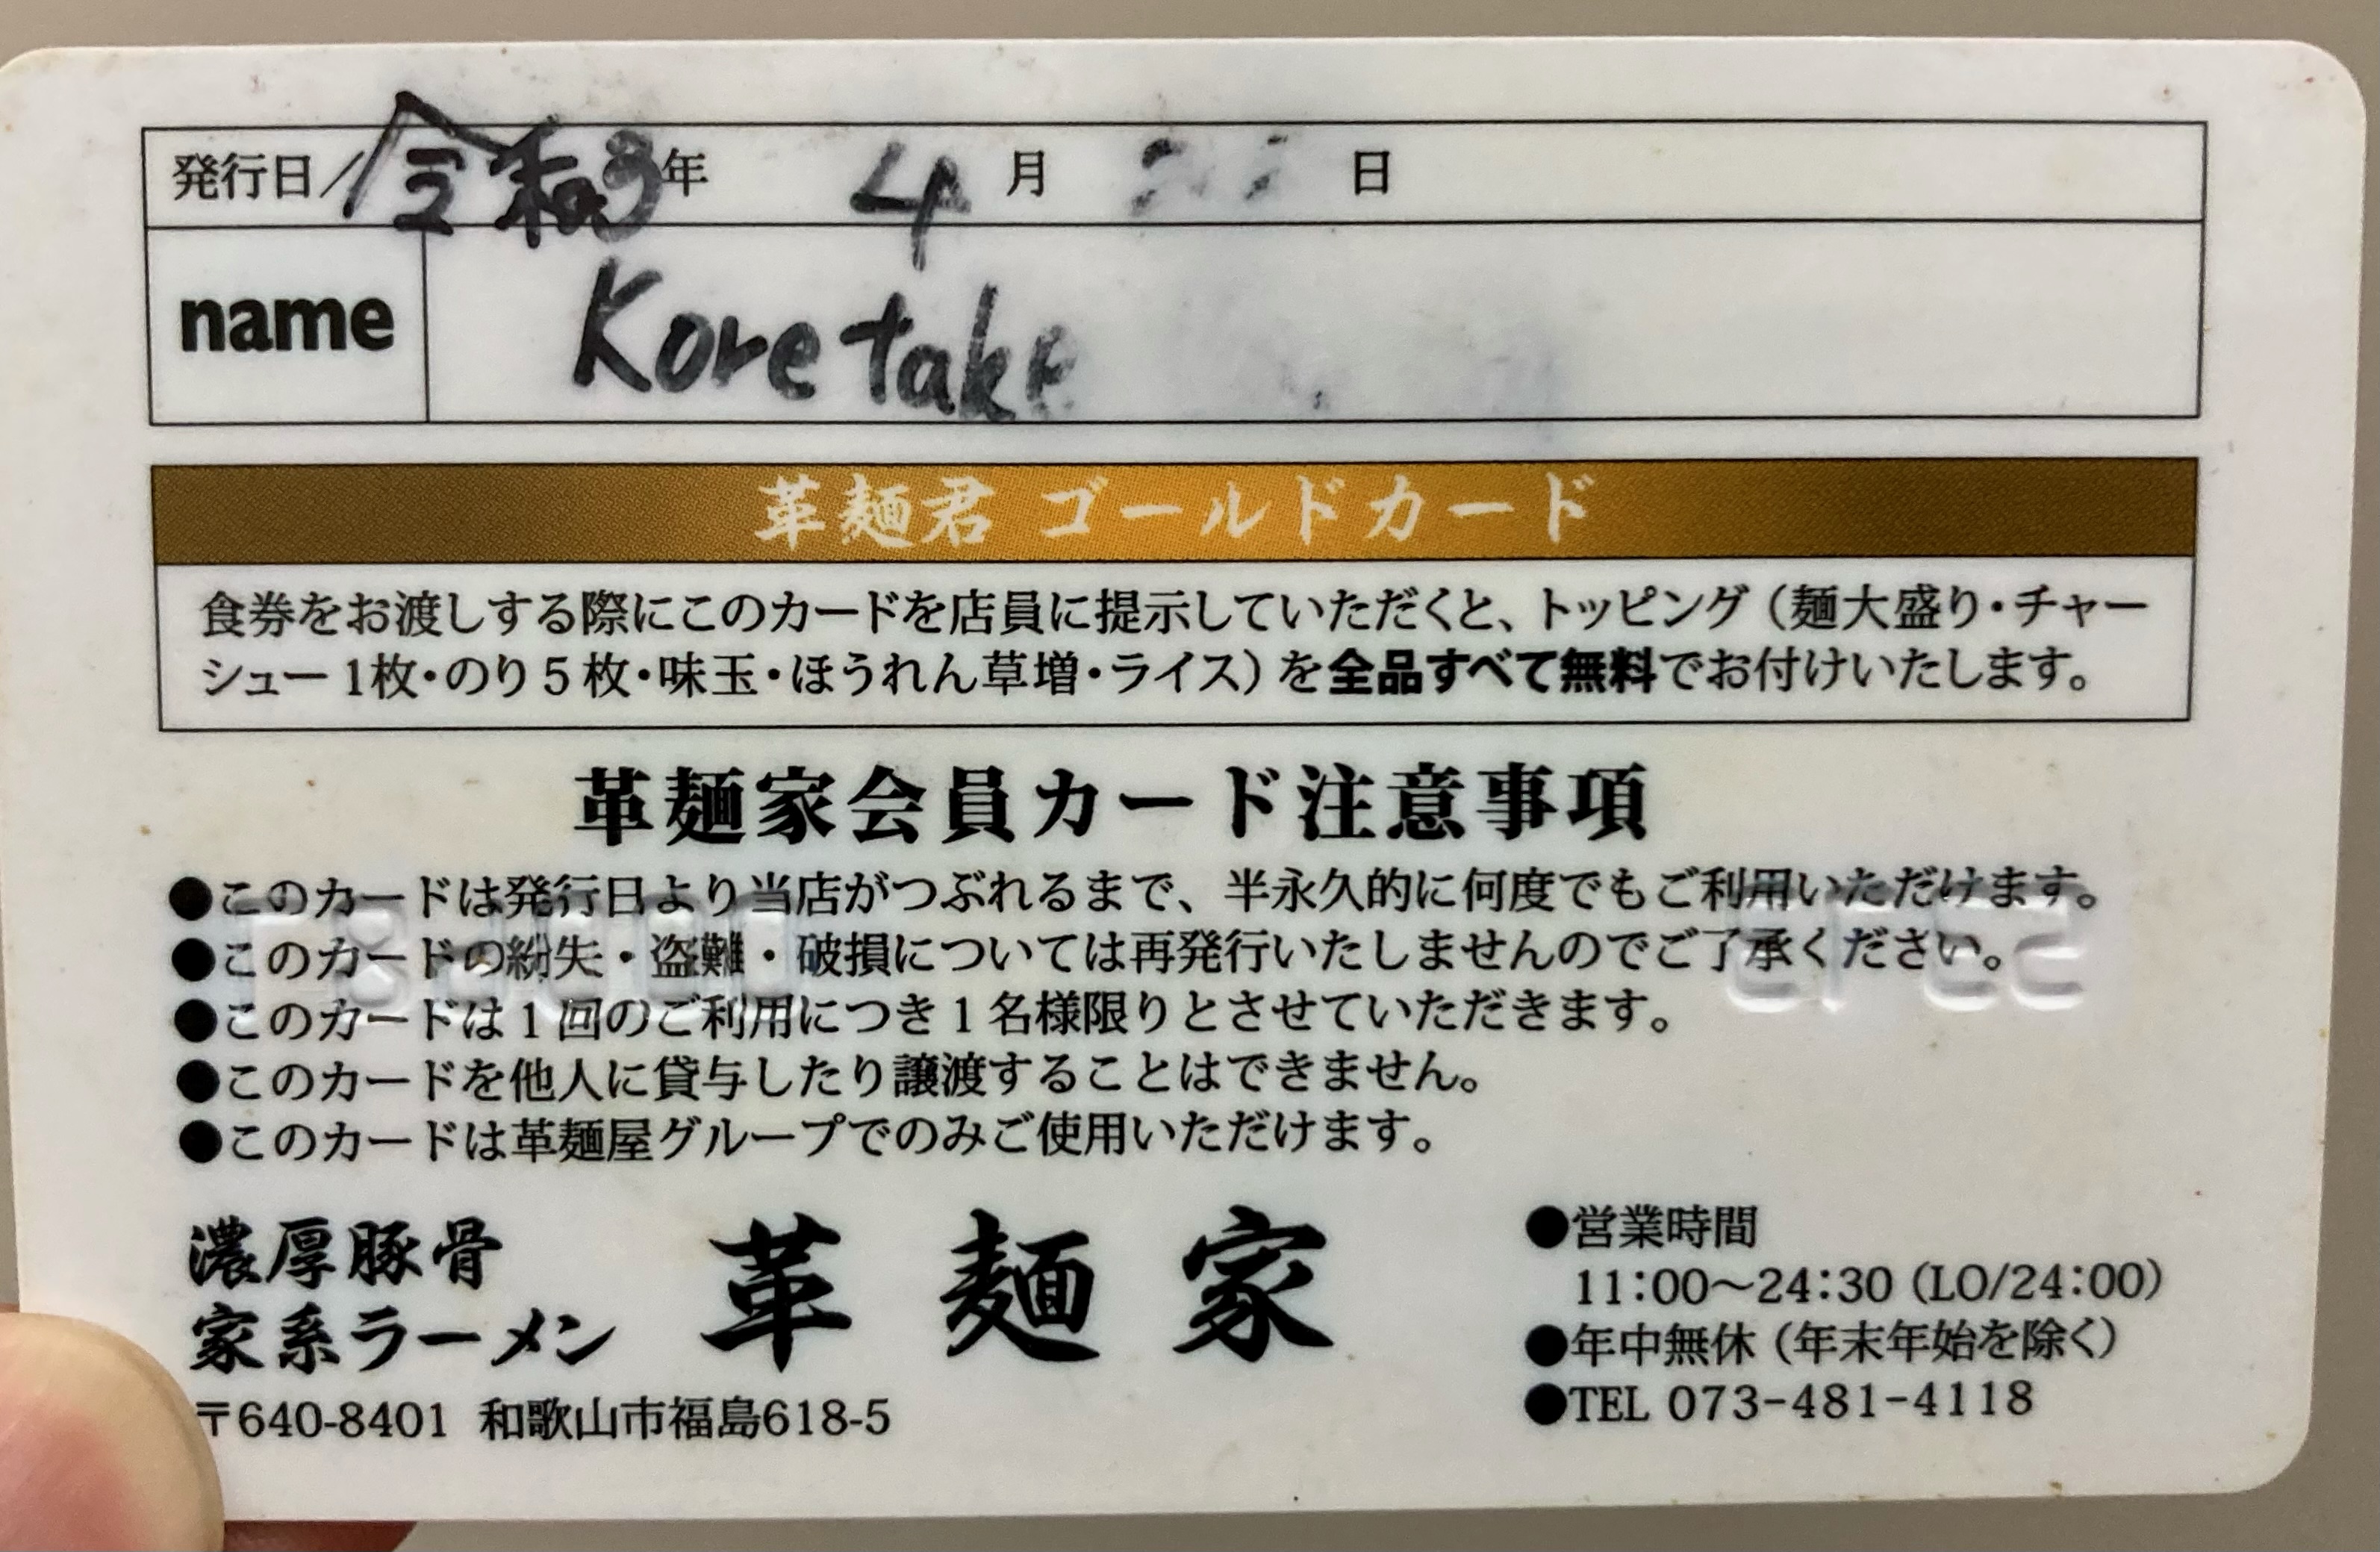 発行日/令和3年 4月 日
name Koretake
革麺君 ゴールドカード
食券をお渡しする際にこのカードを店員に提示していただくと、トッピング(麺大盛り・チャー
シュー1枚・のり5枚・味玉・ほうれん草増・ライス)を全品すべて無料でお付けいたします。
革麺家会員カード注意事項
●このカードは発行日より当店がつぶれるまで、半永久的に何度でもご利用いただけます。
●このカードの紛失・盗難・破損については再発行いたしませんのでご了承ください。
●このカードは1回のご利用につき1名様限りとさせていただきます。
●このカードを他人に貸与したり譲渡することはできません。
●このカードは革麺屋グループでのみご使用いただけます。
濃厚豚骨
家系ラーメン
革麺家
〒640-8401 和歌山市福島618-5
●営業時間
11:00〜24:30(LO/24:00)
●年中無休(年末年始を除く)
●TEL 073-481-4118